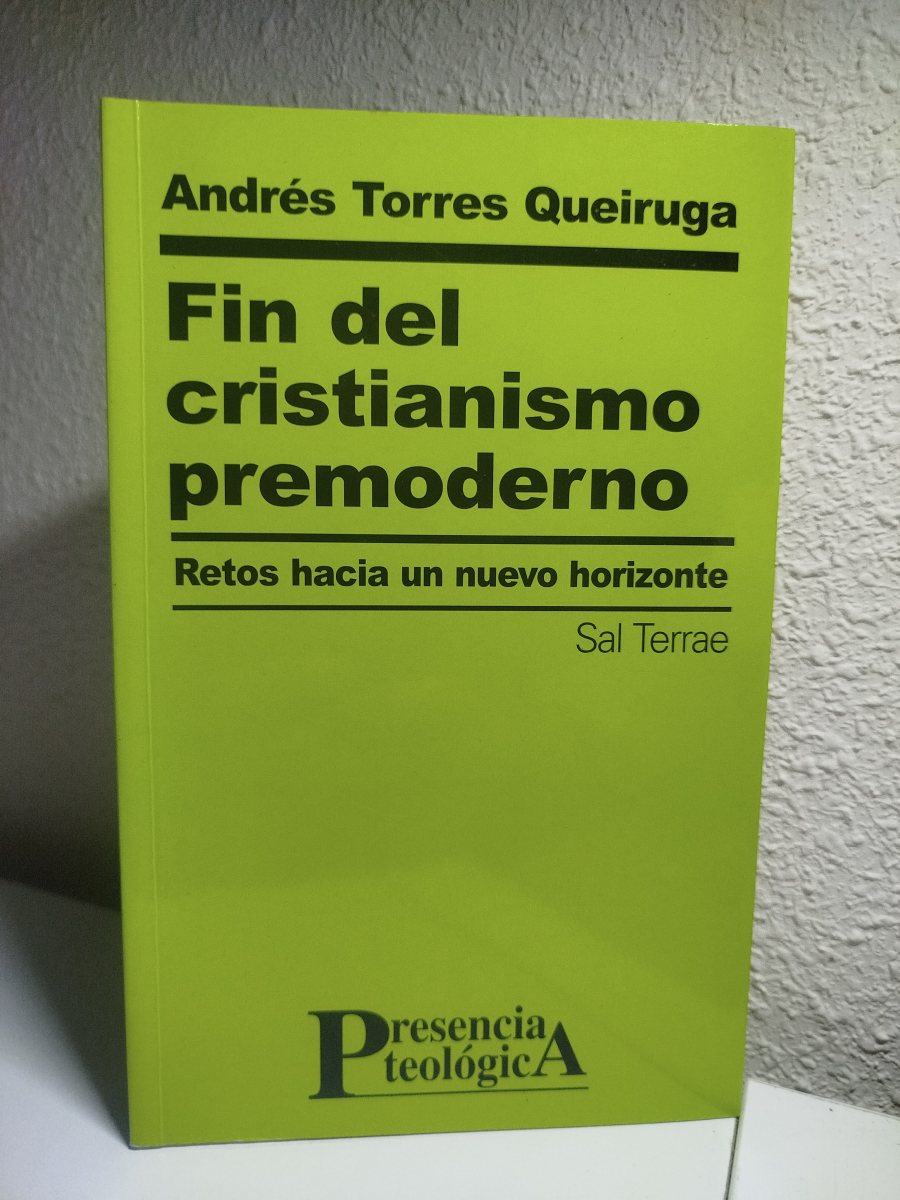 Andrés Torres Queiruga
Fin del
cristianismo
premoderno
Retos hacia un nuevo horizonte
Sal Terrae
Presencia
teológicA